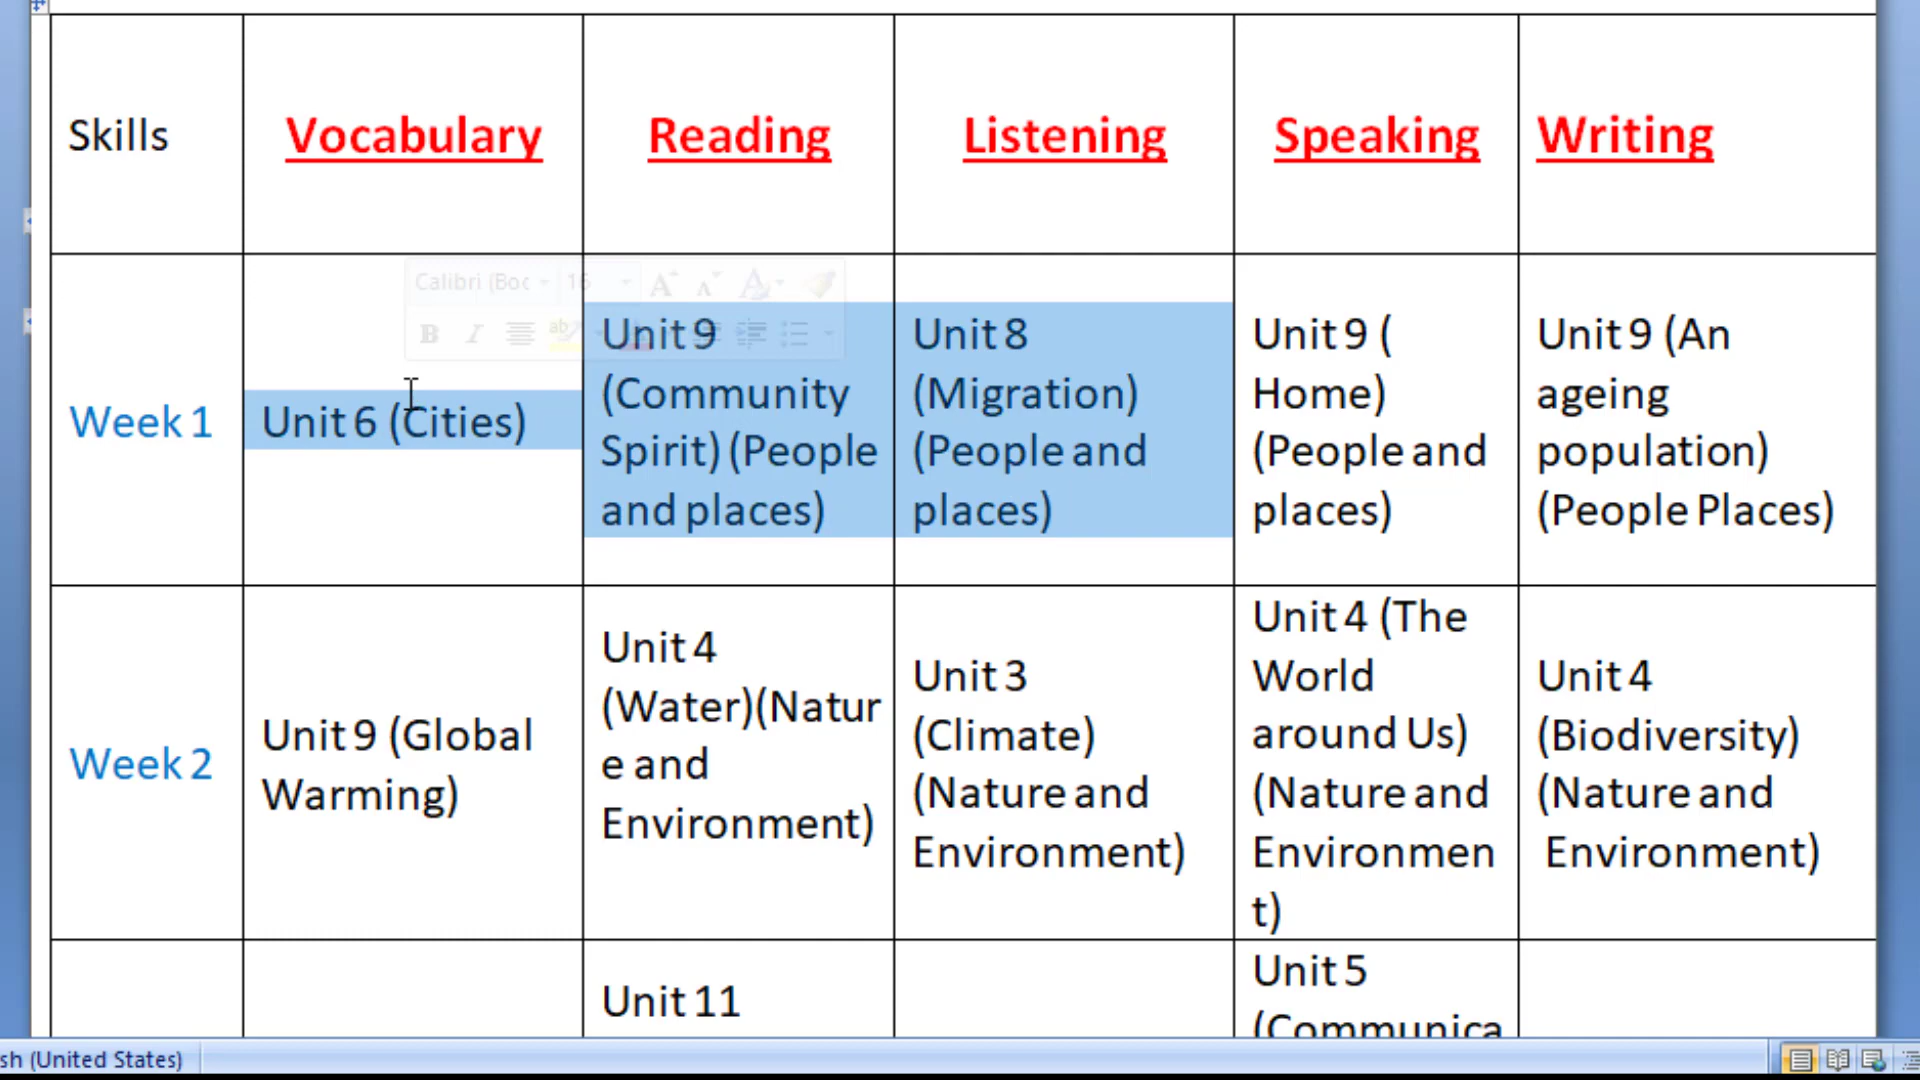 Skills
Vocabulary
Reading
Listening
Speaking
Writing
Calibri (Boc
16
Week 1
Unit 6 (Cities)
Unit 9
(Community
Spirit) (People
and places)
Unit 8
(Migration)
(People and
places)
Unit 9 (
Home)
(People and
places)
Unit 9 (An
ageing
population)
(People Places)
Week 2
Unit 9 (Global
Warming)
Unit 4
(Water)(Natur
e and
Environment)
Unit 3
(Climate)
(Nature and
Environment)
Unit 4 (The
World
around Us)
(Nature and
Environmen
t)
Unit 4
(Biodiversity)
(Nature and
Environment)
Unit 11
Unit 5
(Communica
sh (United States)